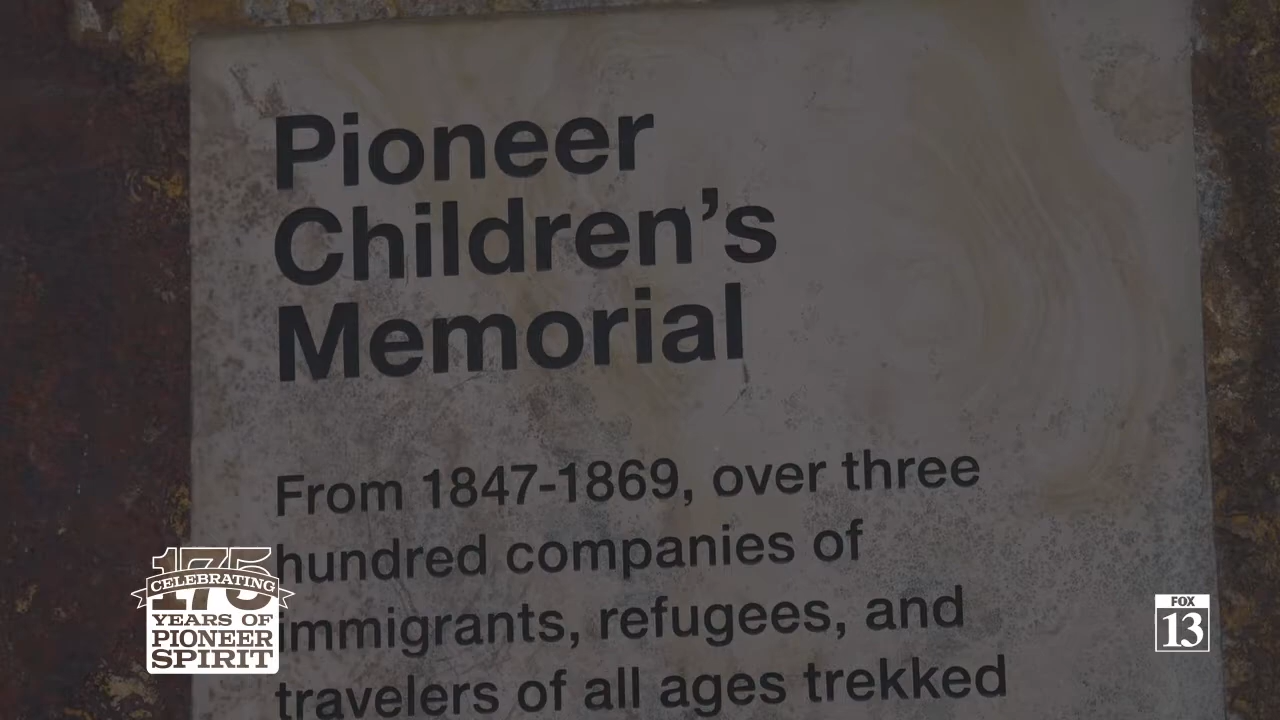 Pioneer
Children's
Memorial
From 1847-1869, over three
hundred companies of
immigrants, refugees, and
travelers of all ages trekked
175
CELEBRATING
YEARS OF
PIONEER
SPIRIT
FOX
13